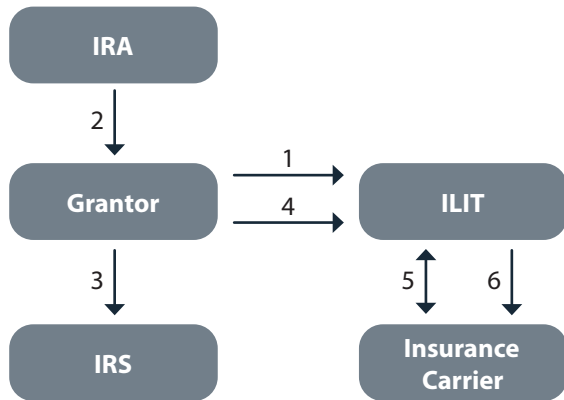 IRA
2
1
Grantor
ILIT
4
3
5
6
IRS
Insurance
Carrier